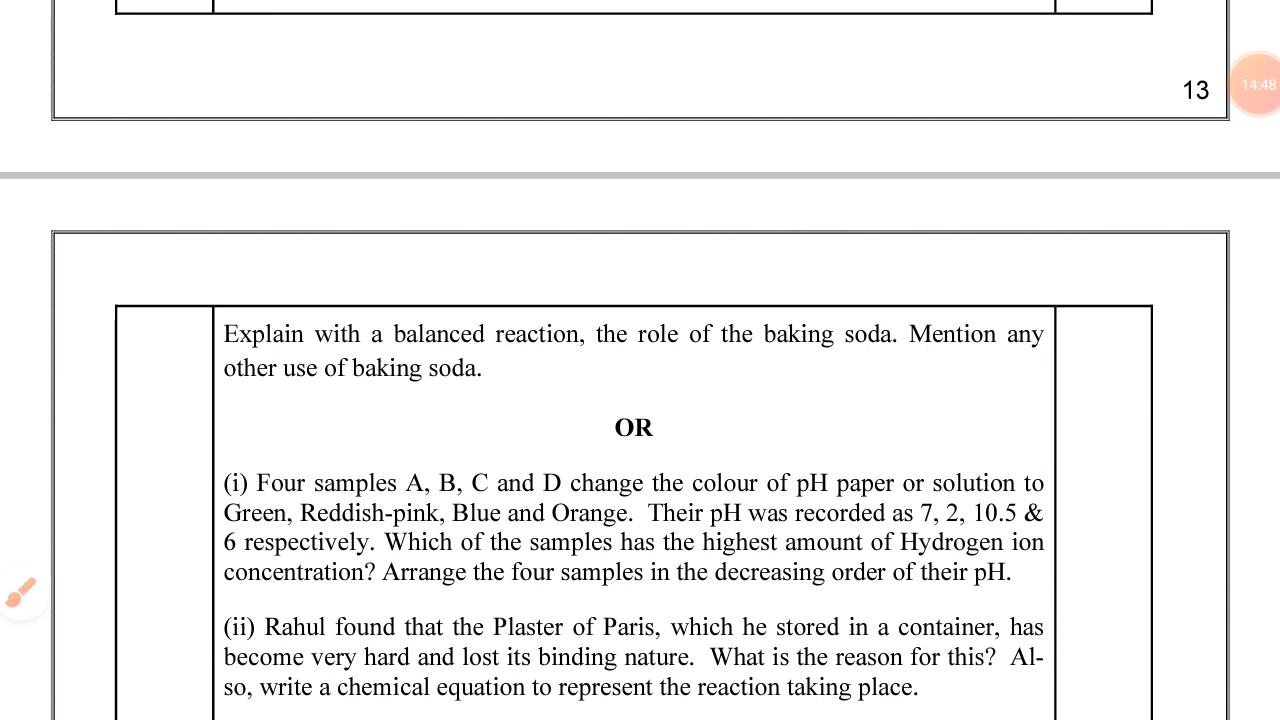 13
14:48
Explain with a balanced reaction, the role of the baking soda. Mention any
other use of baking soda.
OR
(i) Four samples A, B, C and D change the colour of pH paper or solution to
Green, Reddish-pink, Blue and Orange.  Their pH was recorded as 7, 2, 10.5 &
6 respectively. Which of the samples has the highest amount of Hydrogen ion
concentration? Arrange the four samples in the decreasing order of their pH.
(ii) Rahul found that the Plaster of Paris, which he stored in a container, has
become very hard and lost its binding nature.  What is the reason for this?  Al-
so, write a chemical equation to represent the reaction taking place.